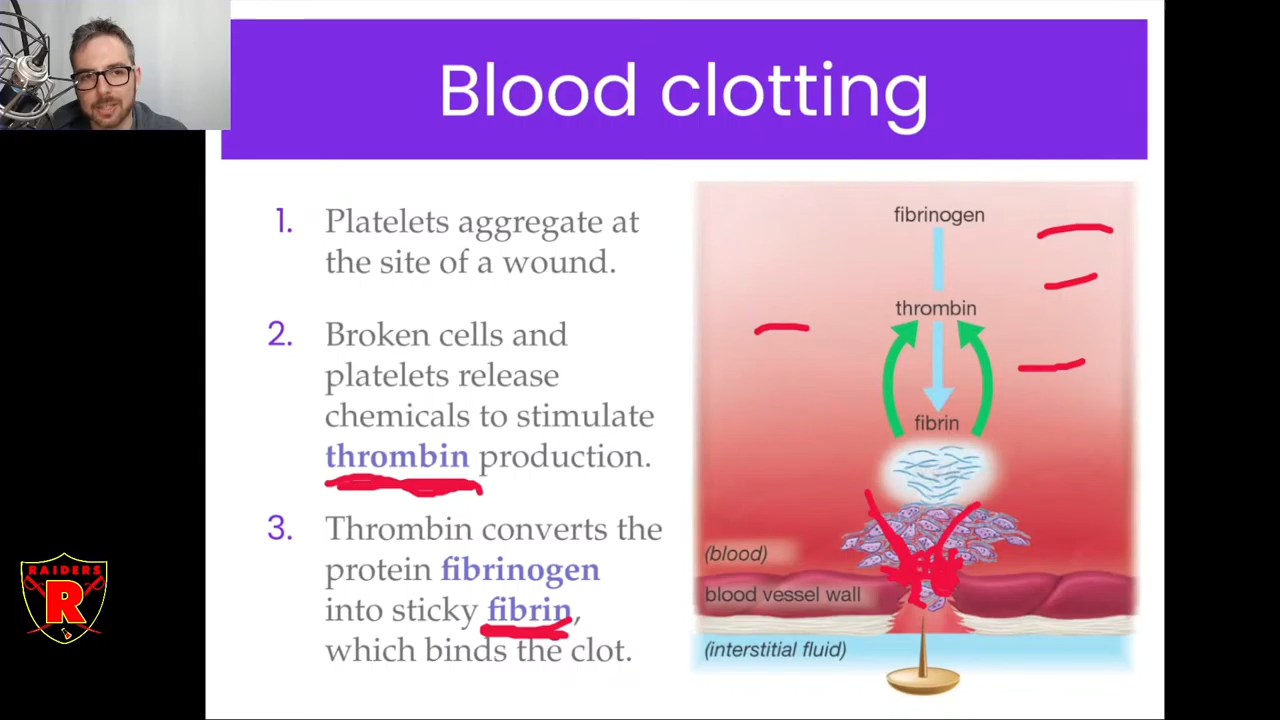 Blood clotting
1. Platelets aggregate at
the site of a wound.
2. Broken cells and
platelets release
chemicals to stimulate
thrombin production.
3. Thrombin converts the
protein fibrinogen
into sticky fibrin,
which binds the clot.
fibrinogen
thrombin
fibrin
(blood)
blood vessel wall
(interstitial fluid)
RAIDERS
R